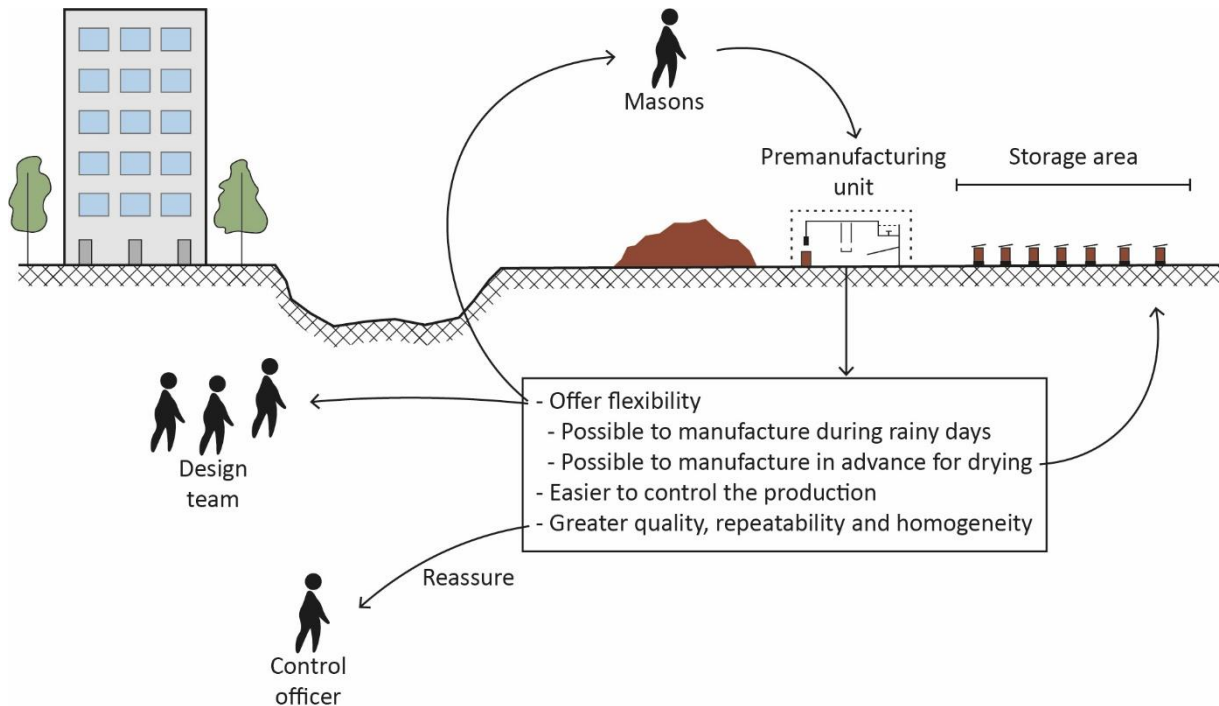 Masons
Premanufacturing
unit
Storage area
- Offer flexibility
- Possible to manufacture during rainy days
- Possible to manufacture in advance for drying
- Easier to control the production
- Greater quality, repeatability and homogeneity
Design
team
Reassure
Control
officer